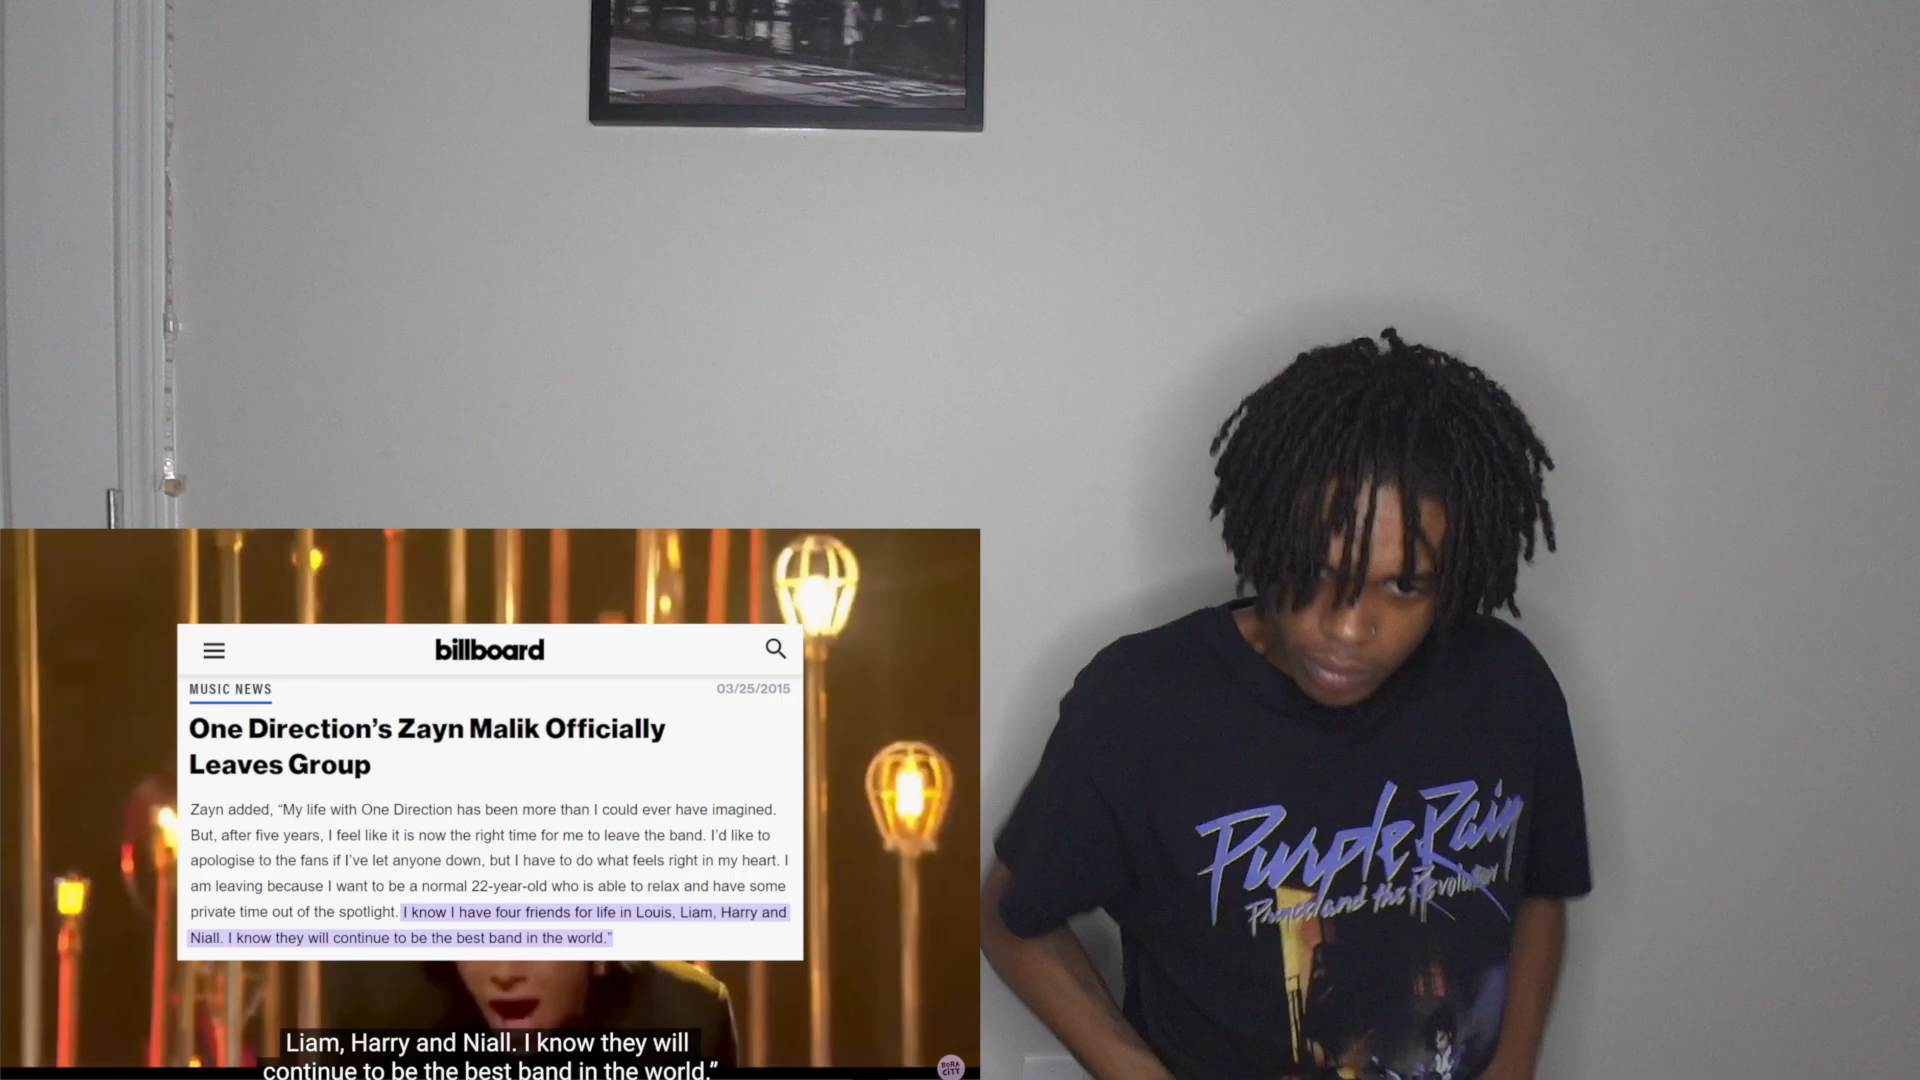 billboard
MUSIC NEWS
03/25/2015
One Direction’s Zayn Malik Officially
Leaves Group
Zayn added, “My life with One Direction has been more than I could ever have imagined.
But, after five years, I feel like it is now the right time for me to leave the band. I’d like to
apologise to the fans if I’ve let anyone down, but I have to do what feels right in my heart. I
am leaving because I want to be a normal 22-year-old who is able to relax and have some
private time out of the spotlight. I know I have four friends for life in Louis, Liam, Harry and
Niall. I know they will continue to be the best band in the world.”
Liam, Harry and Niall. I know they will
continue to be the best band in the world.”
BORA
CITY
Purple Rain
Prince and the Revolution